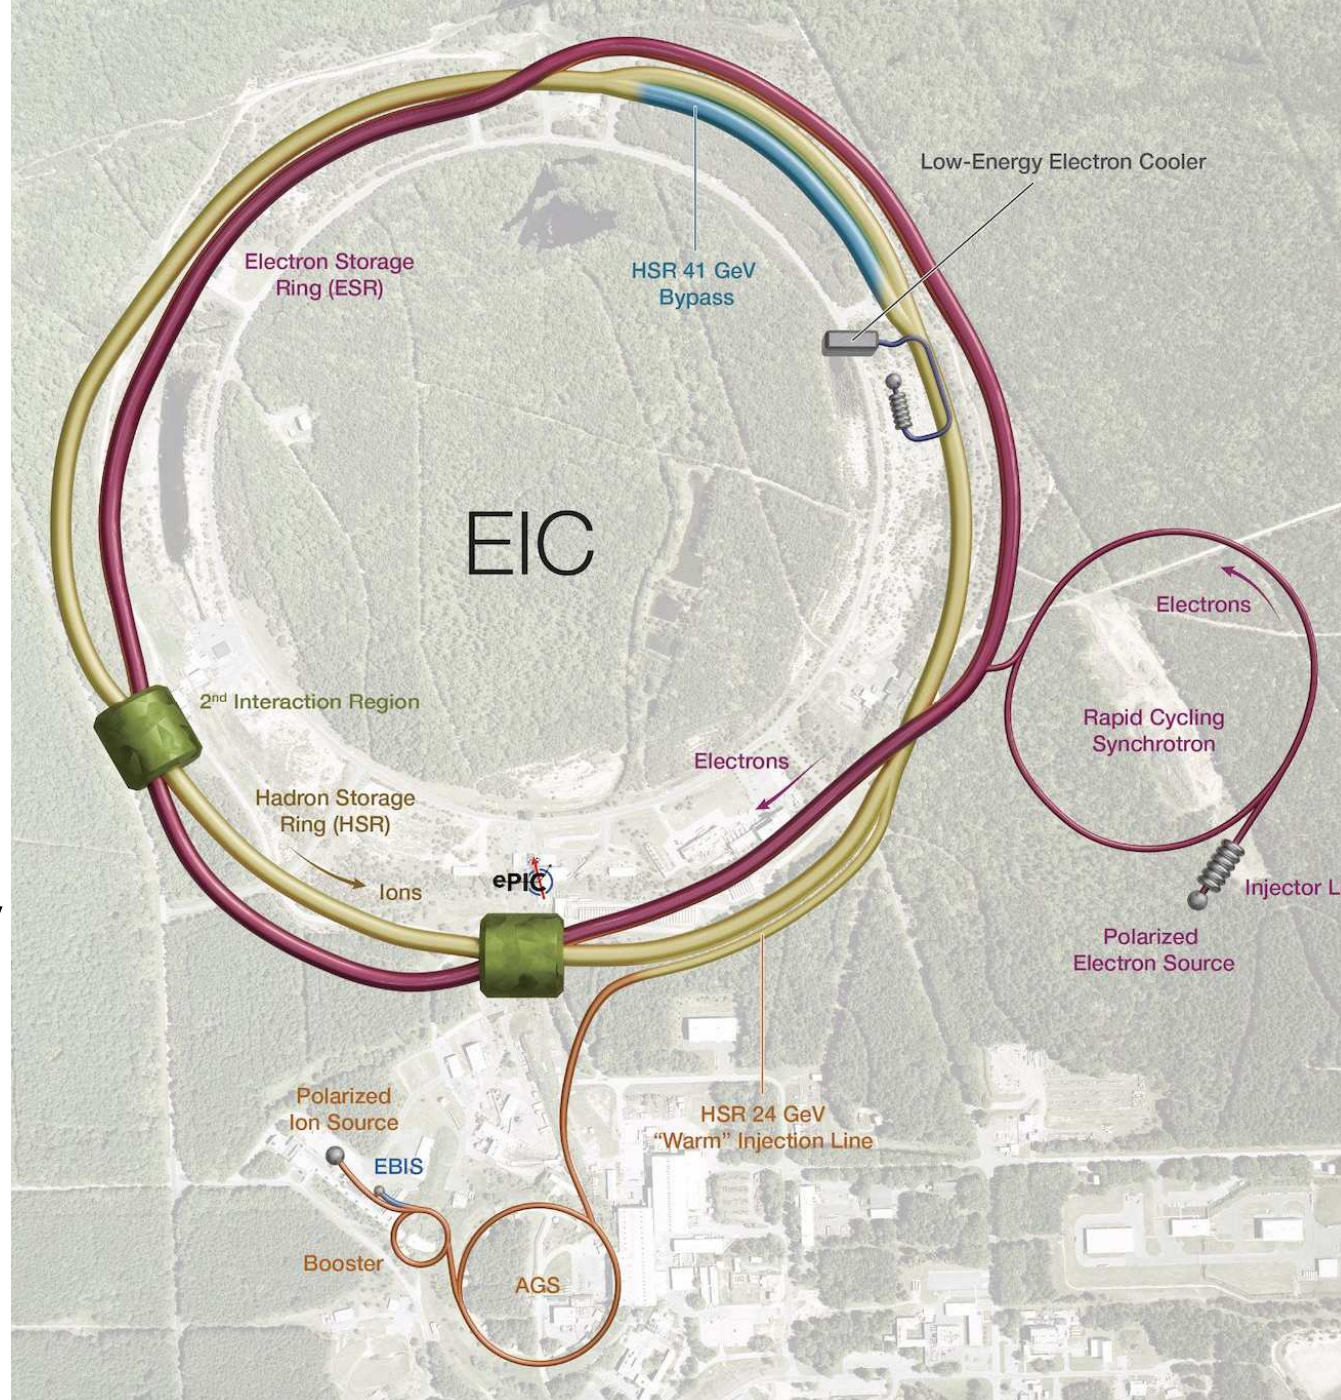 Low-Energy Electron Cooler
Electron Storage
Ring (ESR)
HSR 41 GeV
Bypass
EIC
Electrons
2nd Interaction Region
Rapid Cycling
Synchrotron
Electrons
Hadron Storage
Ring (HSR)
Ions
ePIC
Injector L
Polarized
Electron Source
Polarized
Ion Source
HSR 24 GeV
“Warm” Injection Line
EBIS
Booster
AGS